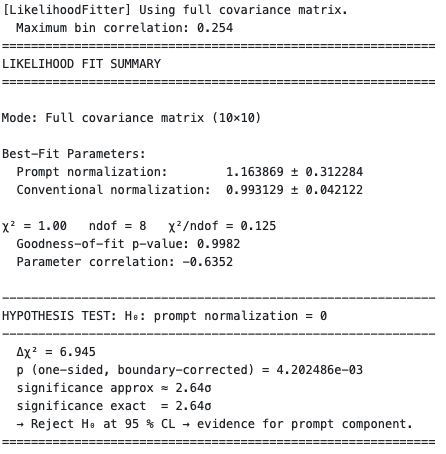 [LikelihoodFitter] Using full covariance matrix.
  Maximum bin correlation: 0.254
============================================================
LIKELIHOOD FIT SUMMARY
============================================================
Mode: Full covariance matrix (10×10)
Best-Fit Parameters:
  Prompt normalization:        1.163869 ± 0.312284
  Conventional normalization:  0.993129 ± 0.042122
χ² = 1.00   ndof = 8   χ²/ndof = 0.125
  Goodness-of-fit p-value: 0.9982
  Parameter correlation: -0.6352
------------------------------------------------------------
HYPOTHESIS TEST: H₀: prompt normalization = 0
------------------------------------------------------------
  Δχ² = 6.945
  p (one-sided, boundary-corrected) = 4.202486e-03
  significance approx ≈ 2.64σ
  significance exact  = 2.64σ
  → Reject H₀ at 95 % CL → evidence for prompt component.
============================================================